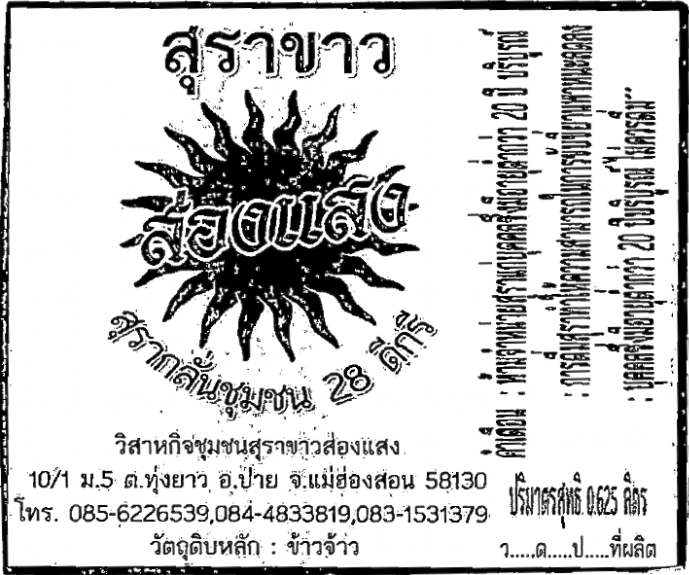 สุราขาว
ส่องแสง
สุรากลั่นชุมชน 28 ดีกรี
วิสาหกิจชุมชนสุราขาวส่องแสง
10/1 ม.5 ต.ทุ่งยาว อ.ปาย จ.แม่ฮ่องสอน 58130
โทร. 085-6226539,084-4833819,083-1531379
วัตถุดิบหลัก : ข้าวจ้าว
คำเตือน : ห้ามจำหน่ายสุราแก่บุคคลซึ่งมีอายุต่ำกว่า 20 ปี บริบูรณ์
: การดื่มสุราทำให้ความสามารถในการขับขี่ยานพาหนะลดลง
: บุคคลซึ่งมีอายุต่ำกว่า 20 ปีบริบูรณ์ ไม่ควรดื่ม
ปริมาตรสุทธิ 0.625 ลิตร
ว.....ด.....ป.....ที่ผลิต